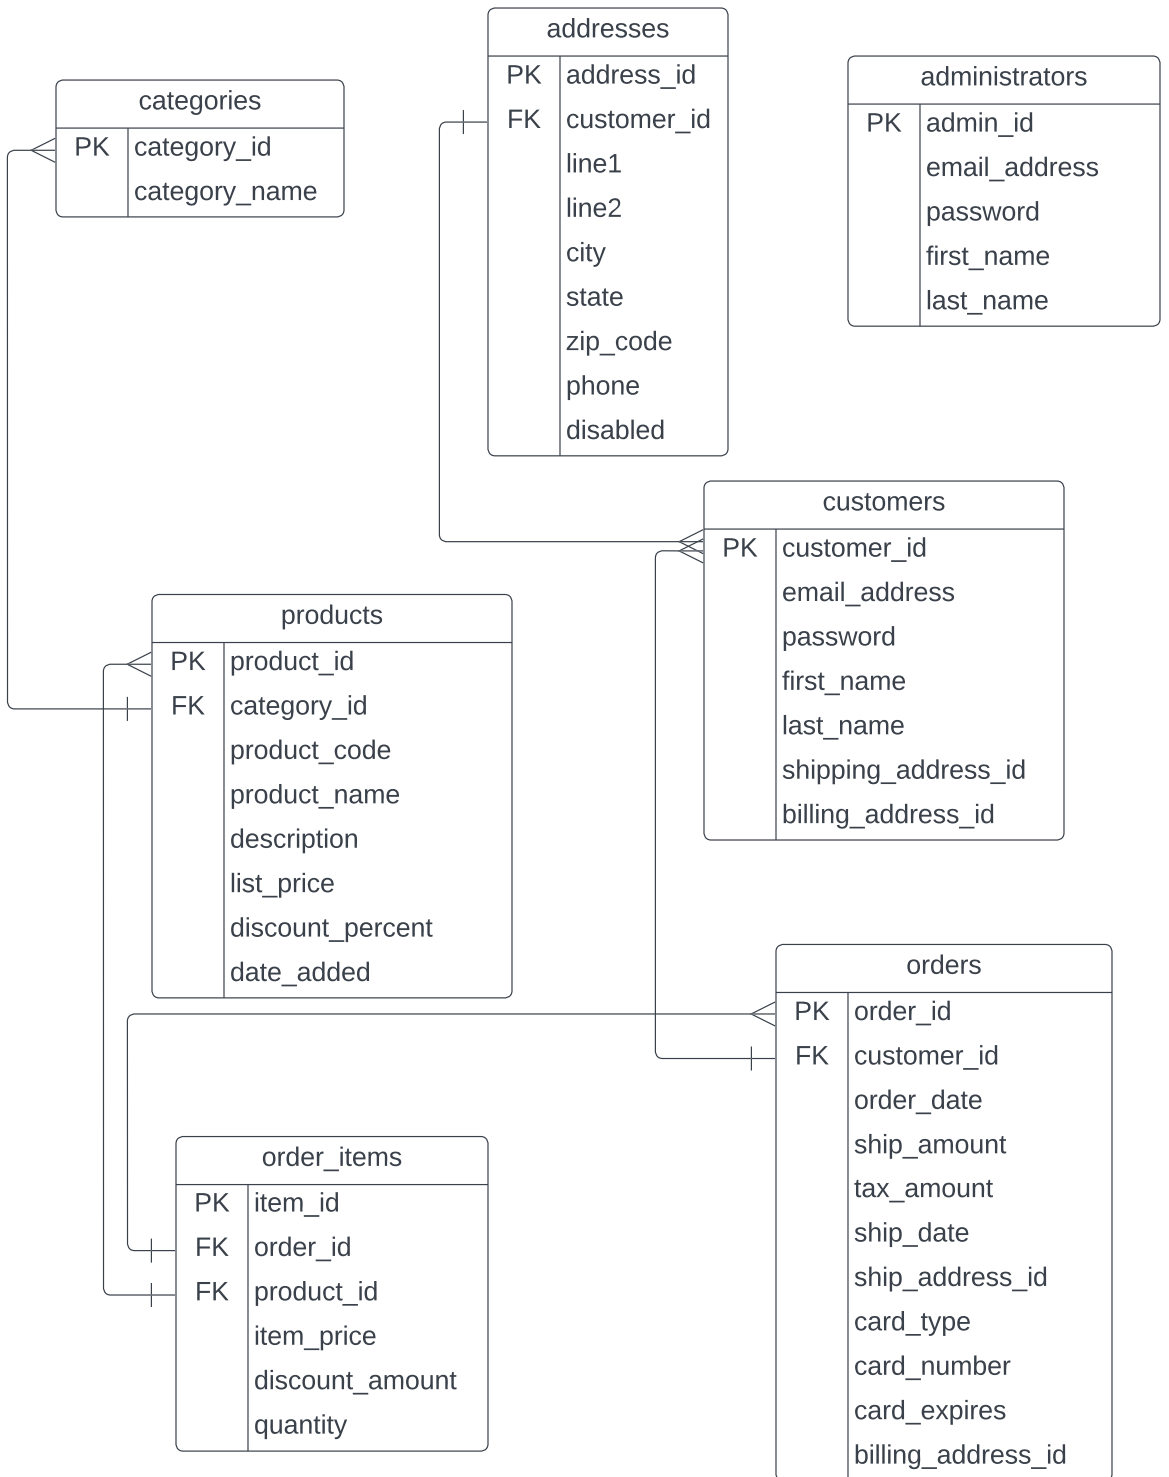 addresses
PK address_id
FK customer_id
line1
line2
city
state
zip_code
phone
disabled
administrators
PK admin_id
email_address
password
first_name
last_name
categories
PK category_id
category_name
customers
PK customer_id
email_address
password
first_name
last_name
shipping_address_id
billing_address_id
products
PK product_id
FK category_id
product_code
product_name
description
list_price
discount_percent
date_added
orders
PK order_id
FK customer_id
order_date
ship_amount
tax_amount
ship_date
ship_address_id
card_type
card_number
card_expires
billing_address_id
order_items
PK item_id
FK order_id
FK product_id
item_price
discount_amount
quantity